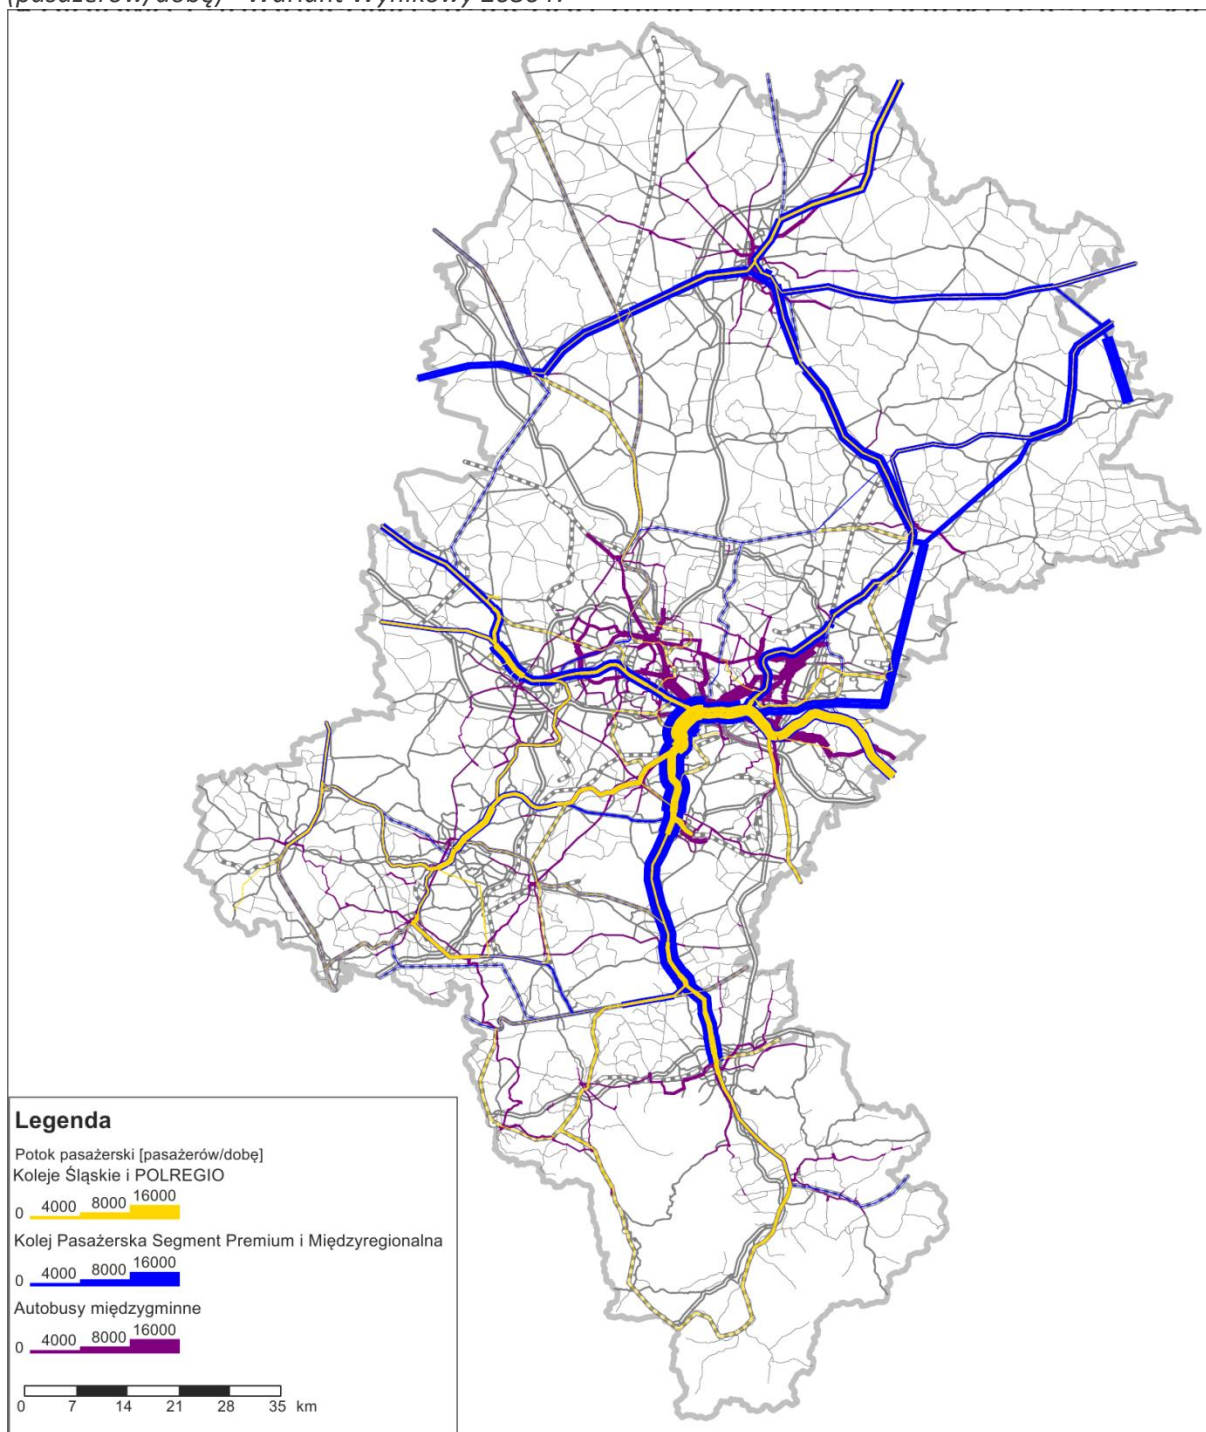 (pasażerów/dobę) - Wariant Wynikowy 2030 r.
Legenda
Potok pasażerski [pasażerów/dobę]
Koleje Śląskie i POLREGIO
0 4000 8000 16000
Kolej Pasażerska Segment Premium i Międzyregionalna
0 4000 8000 16000
Autobusy międzygminne
0 4000 8000 16000
0 7 14 21 28 35 km